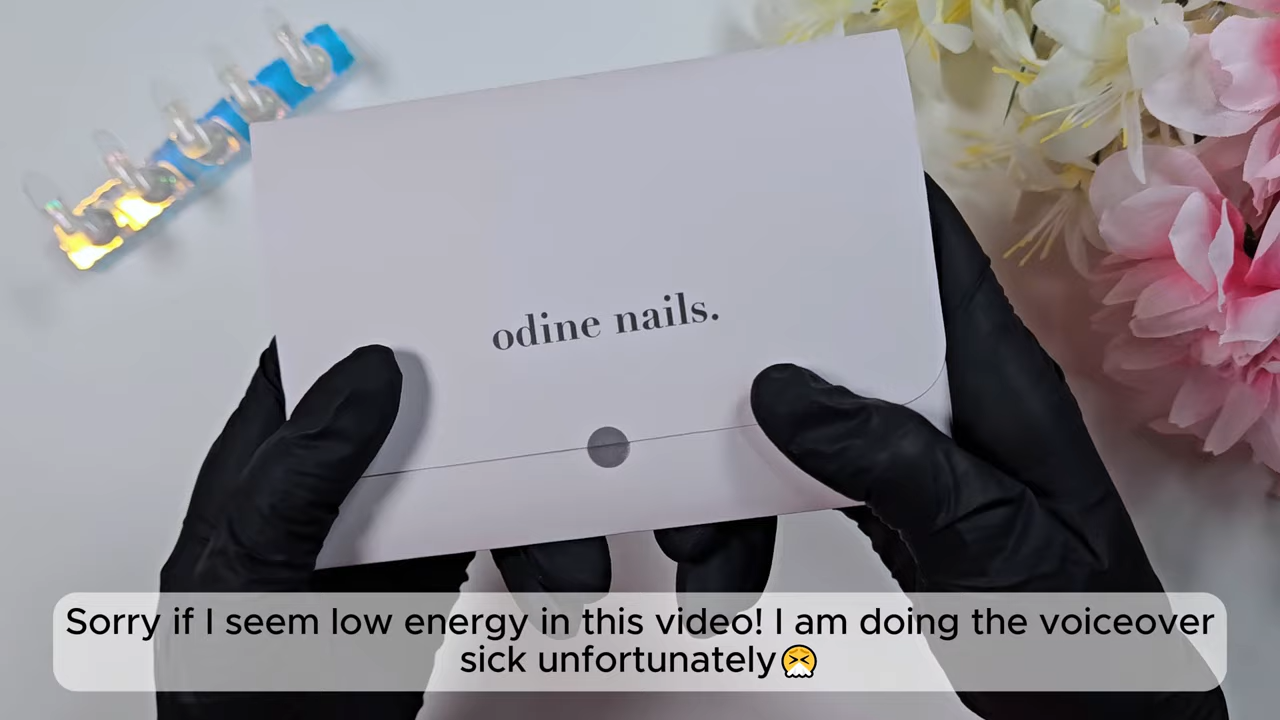 odine nails.
Sorry if I seem low energy in this video! I am doing the voiceover
sick unfortunately🤧